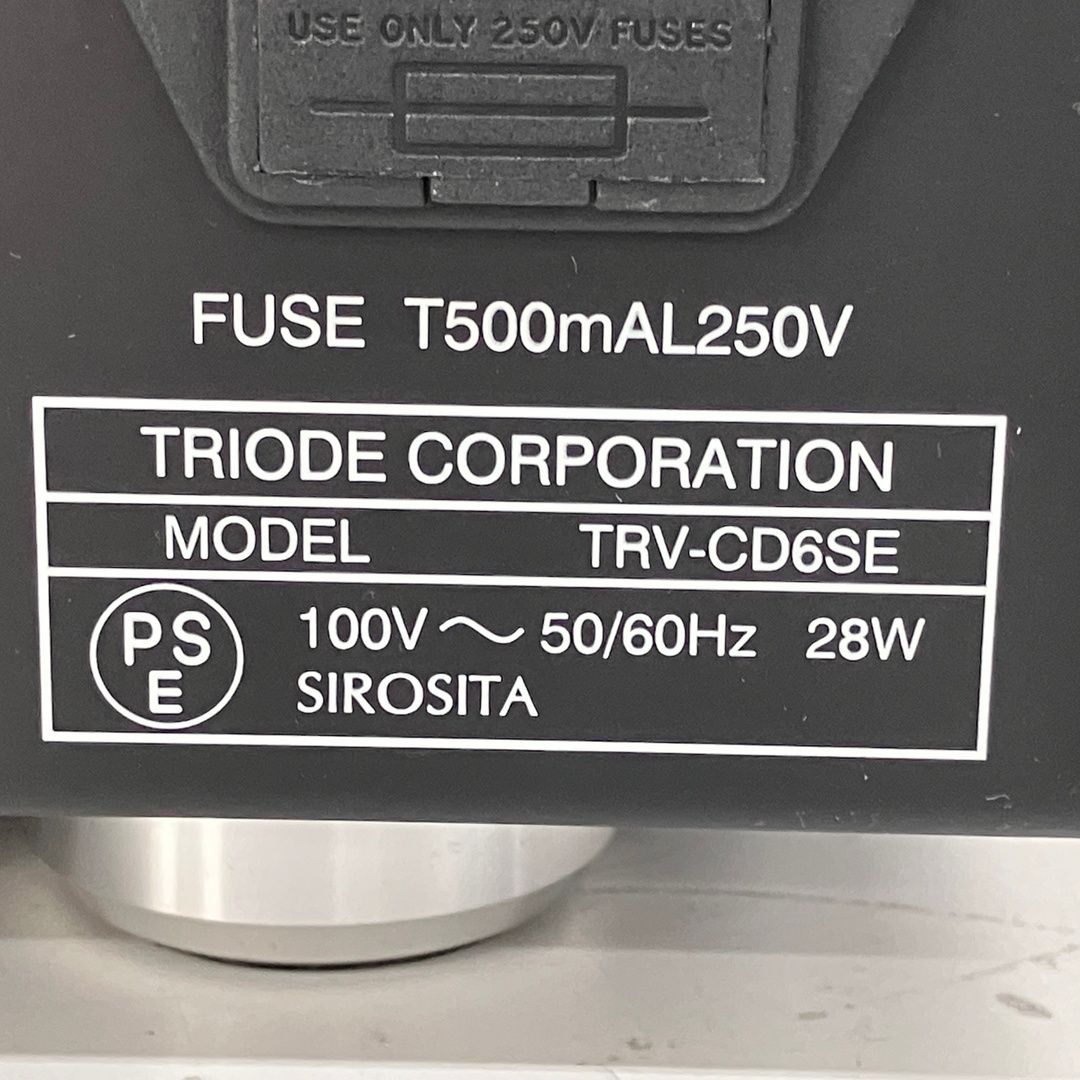 USE ONLY 250V FUSES
FUSE T500mAL250V
TRIODE CORPORATION
MODEL TRV-CD6SE
PS
E
100V～50/60Hz 28W
SIROSITA